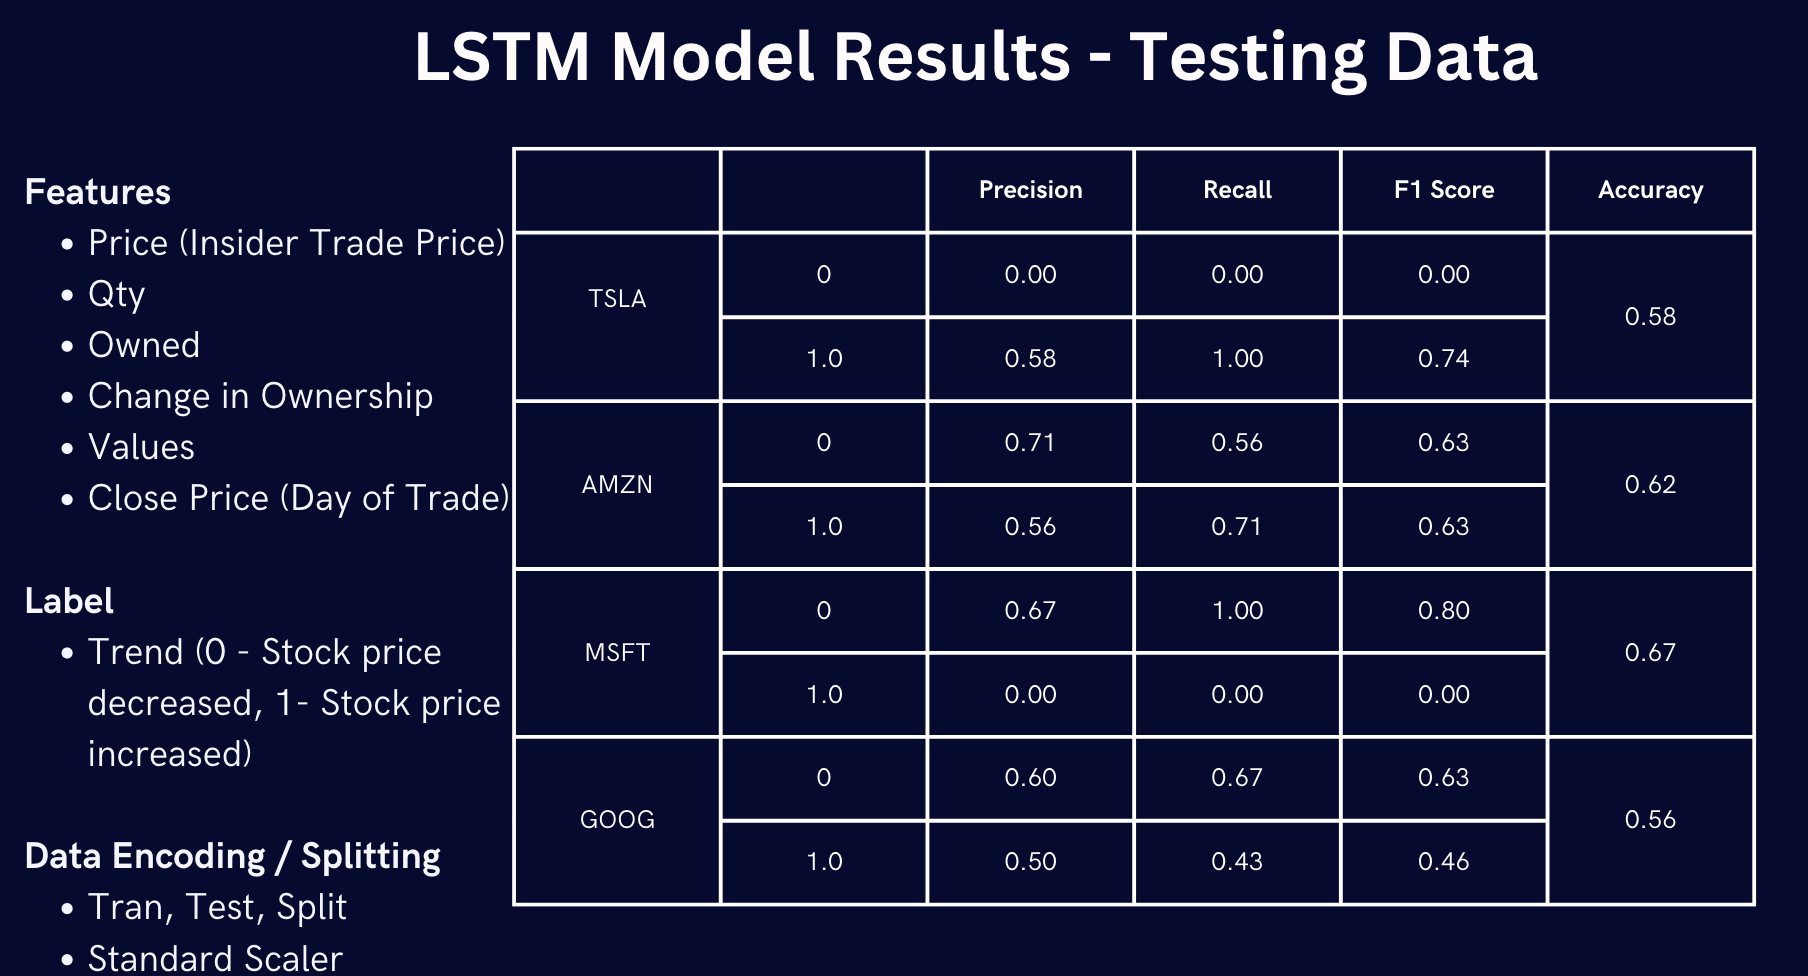 LSTM Model Results - Testing Data
Features
• Price (Insider Trade Price)
• Qty
• Owned
• Change in Ownership
• Values
• Close Price (Day of Trade)
Label
• Trend (0 - Stock price
decreased, 1- Stock price
increased)
Data Encoding / Splitting
• Tran, Test, Split
• Standard Scaler
Precision Recall F1 Score Accuracy
TSLA 0 0.00 0.00 0.00 0.58
1.0 0.58 1.00 0.74
AMZN 0 0.71 0.56 0.63 0.62
1.0 0.56 0.71 0.63
MSFT 0 0.67 1.00 0.80 0.67
1.0 0.00 0.00 0.00
GOOG 0 0.60 0.67 0.63 0.56
1.0 0.50 0.43 0.46